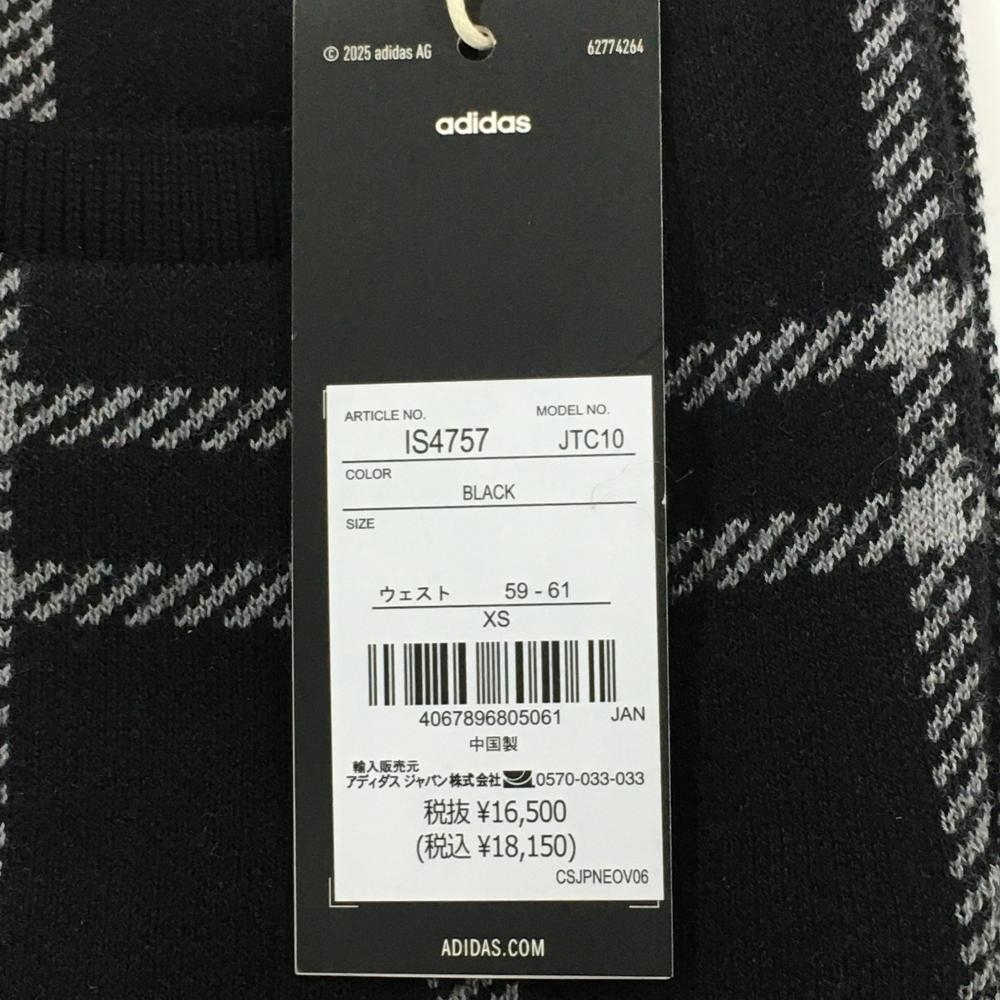 © 2025 adidas AG 62774264
adidas
ARTICLE NO. MODEL NO.
IS4757 JTC10
COLOR
BLACK
SIZE
ウェスト 59 - 61
XS
4067896805061 JAN
中国製
輸入販売元
アディダス ジャパン株式会社 0570-033-033
税抜 ¥16,500
(税込 ¥18,150)
CSJPNEOV06
ADIDAS.COM